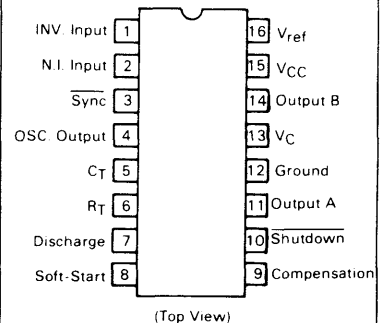 INV. Input 1 16 Vref
N.I. Input 2 15 VCC
Sync 3 14 Output B
OSC. Output 4 13 VC
CT 5 12 Ground
RT 6 11 Output A
Discharge 7 10 Shutdown
Soft-Start 8 9 Compensation
(Top View)